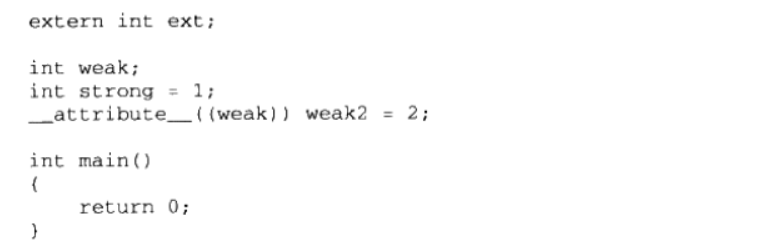 extern int ext;
int weak;
int strong = 1;
__attribute__((weak)) weak2 = 2;
int main()
{
return 0;
}